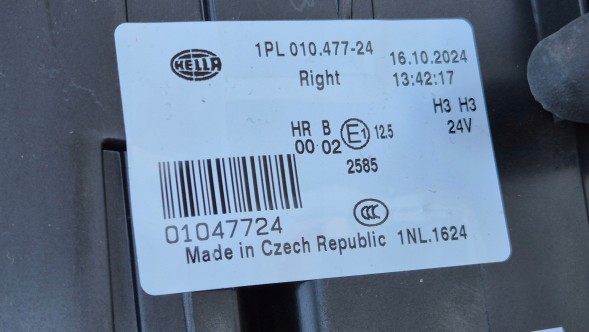 HELLA
1PL 010.477-24
16.10.2024
Right
13:42:17
H3 H3
24V
HR B
00 02
E1
12.5
2585
01047724
CCC
Made in Czech Republic 1NL.1624